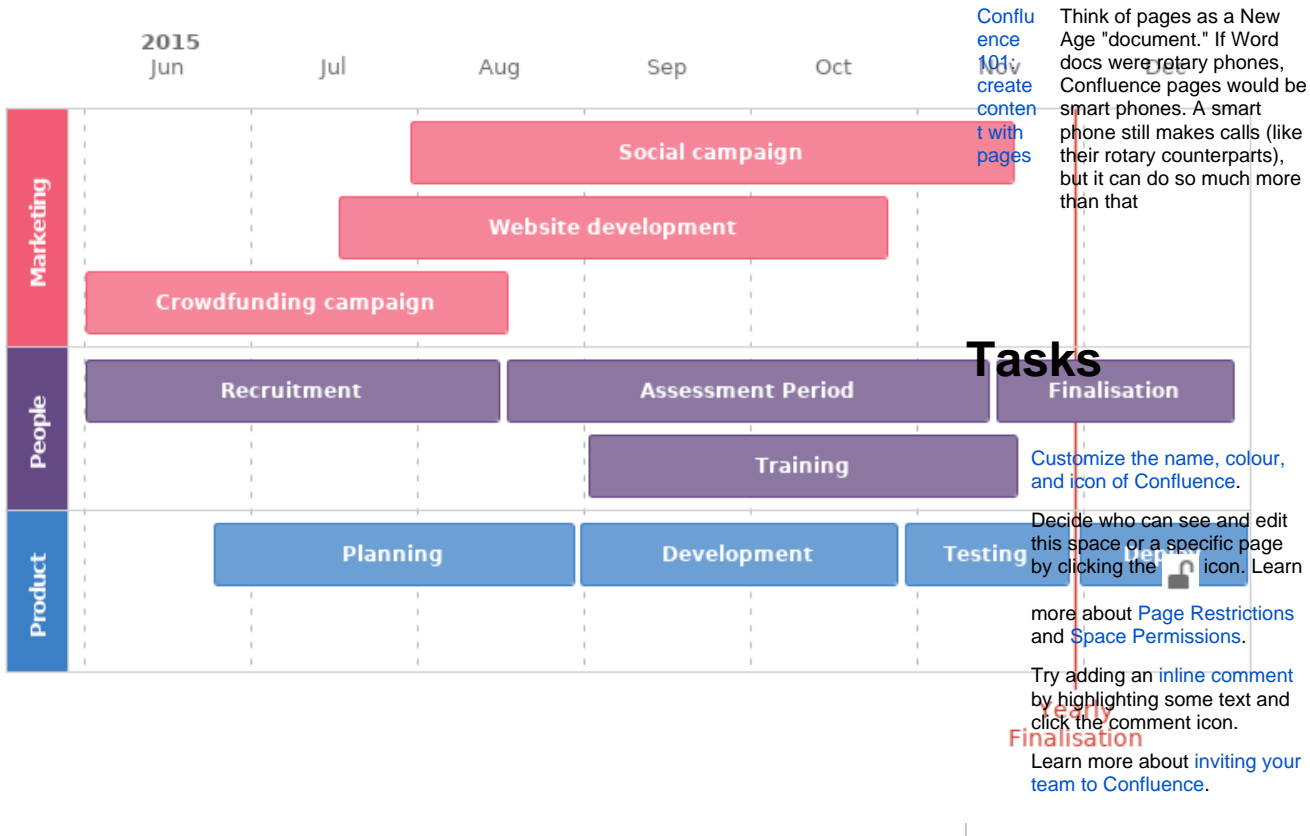 2015
Jun Jul Aug Sep Oct Nov Dec
Marketing
Social campaign
Website development
Crowdfunding campaign
People
Recruitment
Assessment Period
Finalisation
Training
Product
Planning
Development
Testing
Deploy
Yearly
Finalisation
Conflu
ence
101:
create
conten
t with
pages
Think of pages as a New
Age "document." If Word
docs were rotary phones,
Confluence pages would be
smart phones. A smart
phone still makes calls (like
their rotary counterparts),
but it can do so much more
than that
Tasks
Customize the name, colour,
and icon of Confluence.
Decide who can see and edit
this space or a specific page
by clicking the icon. Learn
more about Page Restrictions
and Space Permissions.
Try adding an inline comment
by highlighting some text and
click the comment icon.
Learn more about inviting your
team to Confluence.